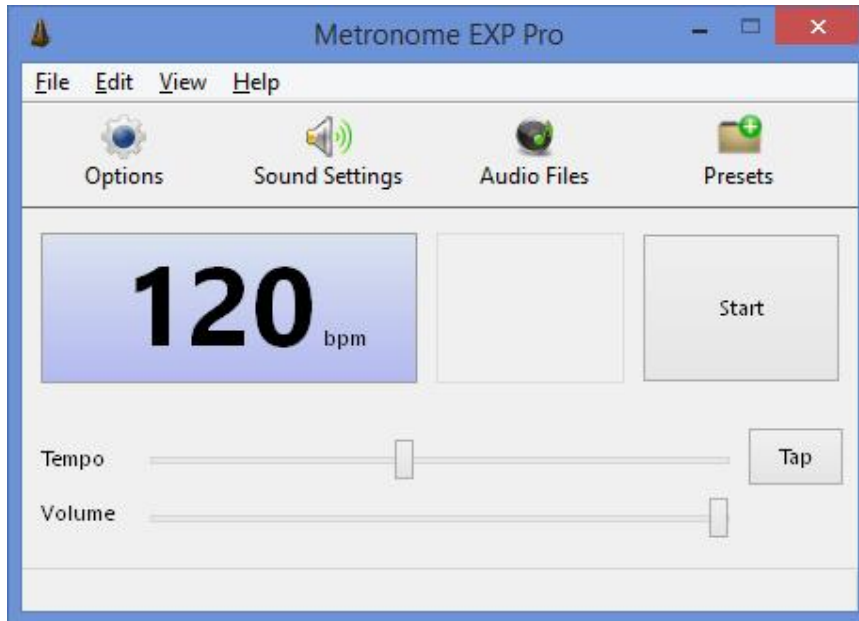 Metronome EXP Pro
File Edit View Help
Options Sound Settings Audio Files Presets
120 bpm
Start
Tempo
Tap
Volume